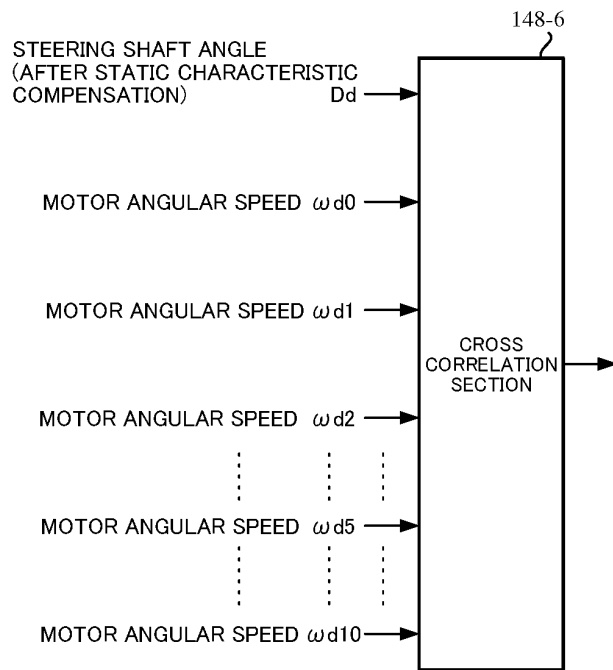 148-6
STEERING SHAFT ANGLE
(AFTER STATIC CHARACTERISTIC
COMPENSATION) Dd
MOTOR ANGULAR SPEED ωd0
MOTOR ANGULAR SPEED ωd1
CROSS
CORRELATION
SECTION
MOTOR ANGULAR SPEED ωd2
MOTOR ANGULAR SPEED ωd5
MOTOR ANGULAR SPEED ωd10